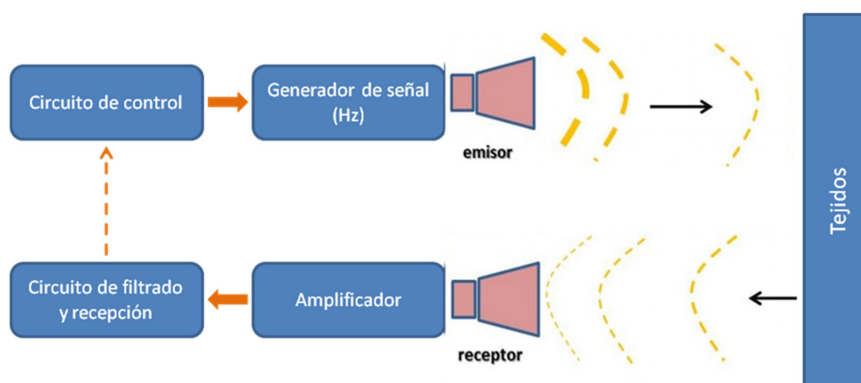 Circuito de control
Generador de señal
(Hz)
emisor
Tejidos
Circuito de filtrado
y recepción
Amplificador
receptor